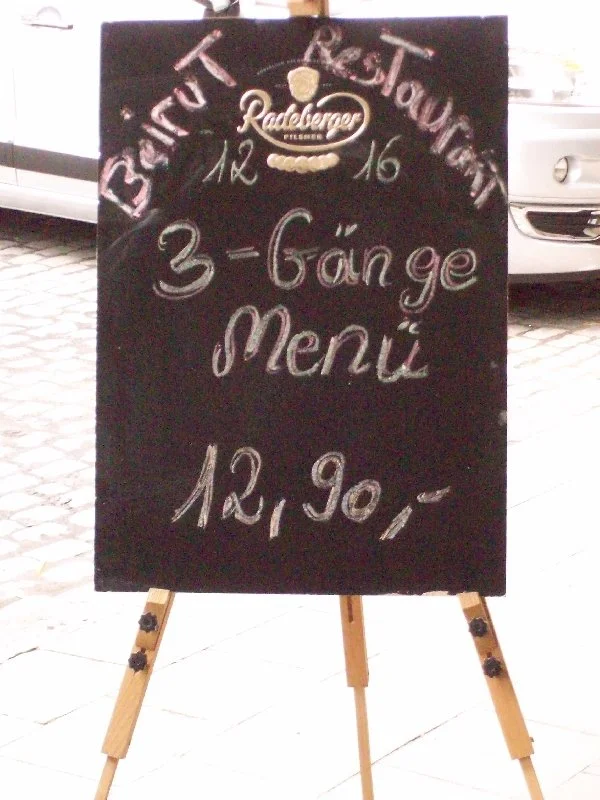 Beirut Restaurant
Radeberger
PILSNER
12 16
3-Gänge
Menü
12,90,-